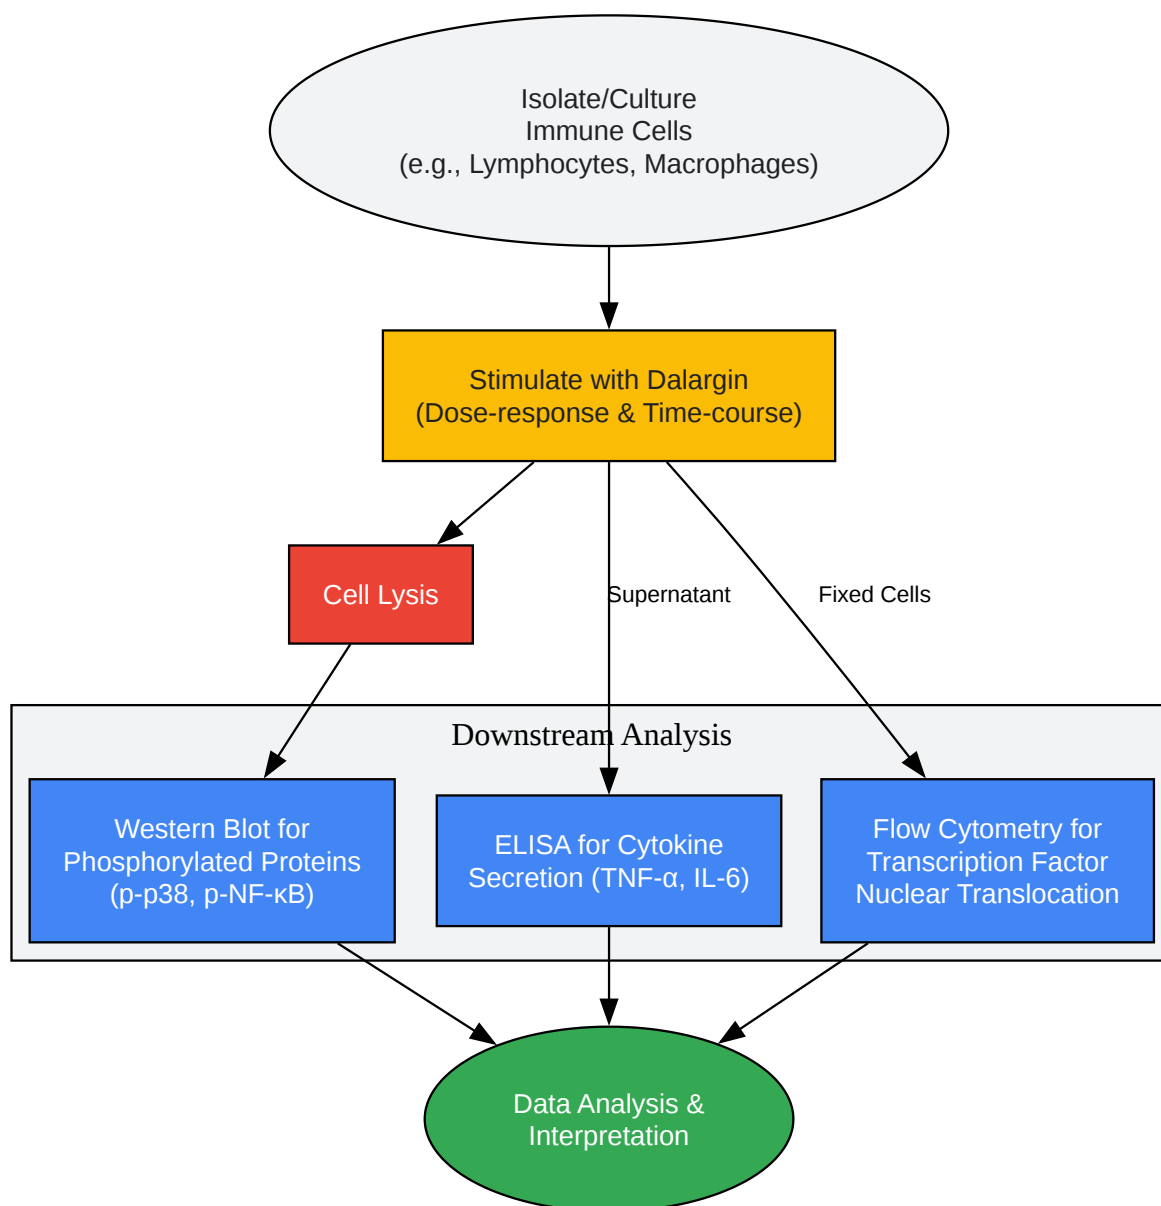 Isolate/Culture
Immune Cells
(e.g., Lymphocytes, Macrophages)
Stimulate with Dalargin
(Dose-response & Time-course)
Cell Lysis
Supernatant
Fixed Cells
Downstream Analysis
Western Blot for
Phosphorylated Proteins
(p-p38, p-NF-κB)
ELISA for Cytokine
Secretion (TNF-α, IL-6)
Flow Cytometry for
Transcription Factor
Nuclear Translocation
Data Analysis &
Interpretation